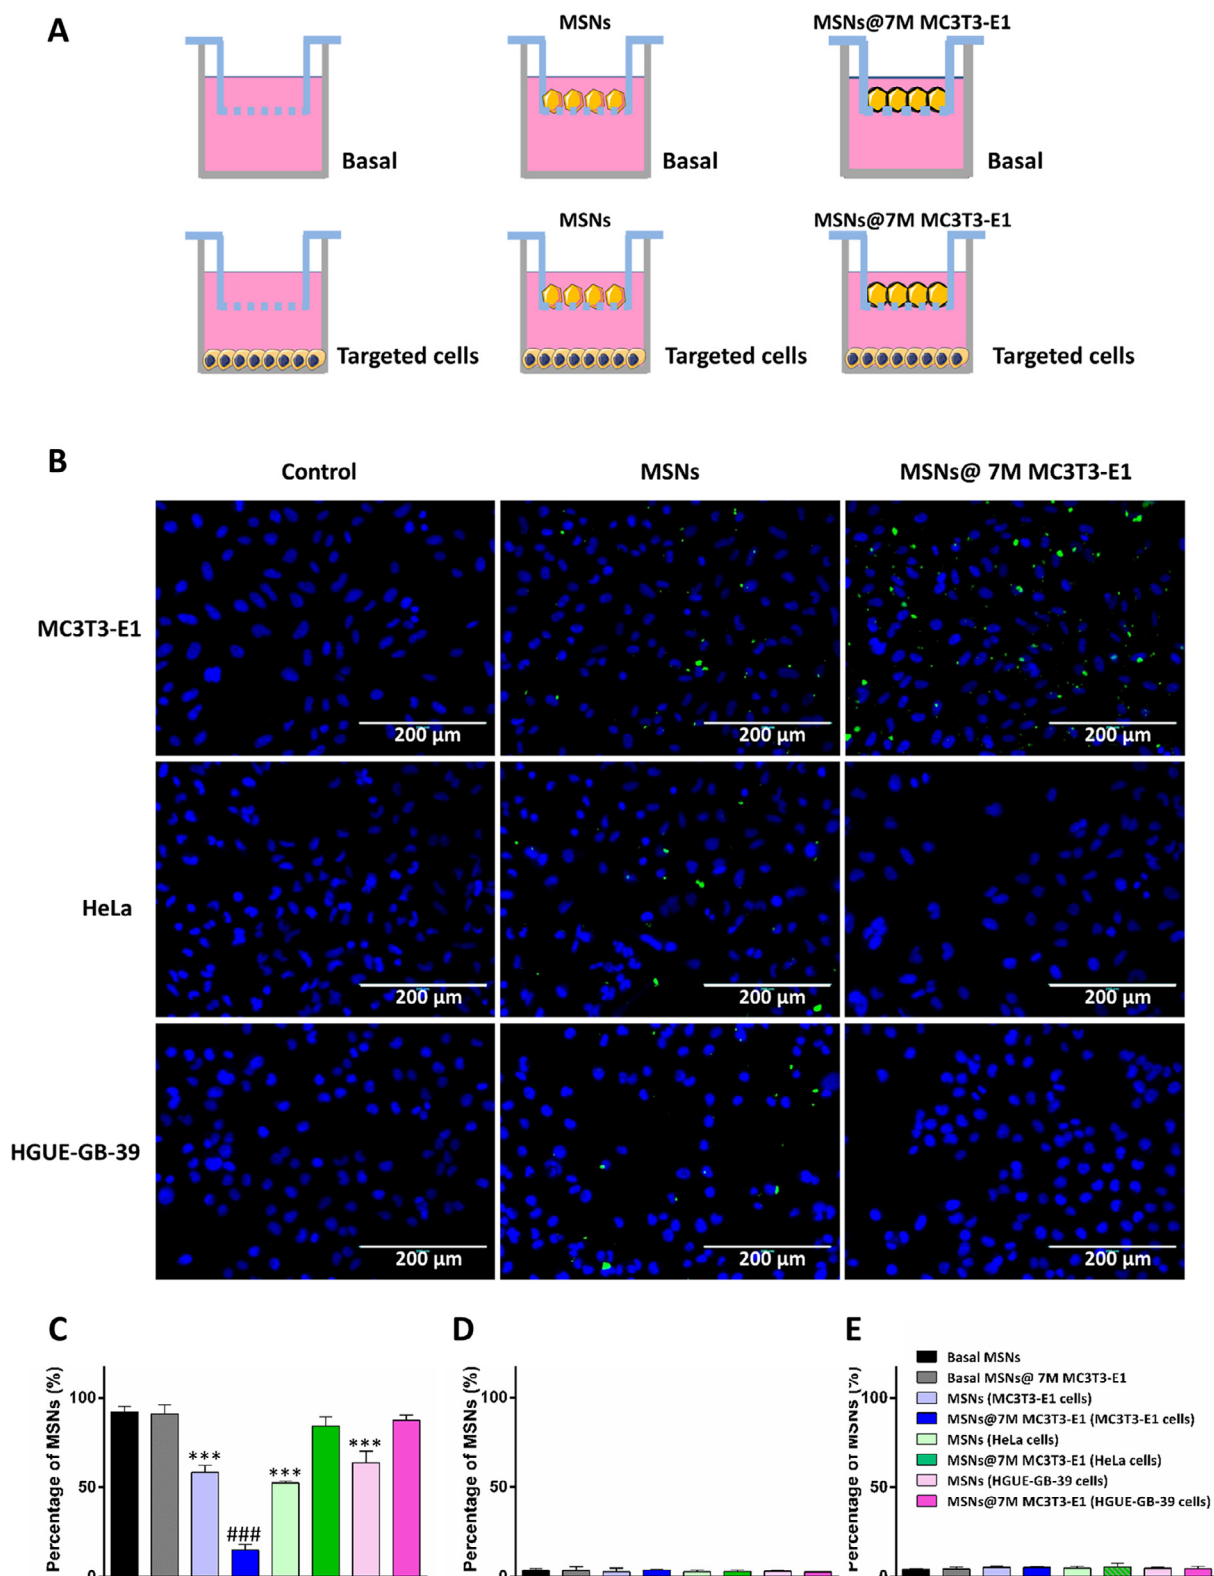 A
MSNs
MSNs@7M MC3T3-E1
Basal
Basal
Basal
MSNs
MSNs@7M MC3T3-E1
Targeted cells
Targeted cells
Targeted cells
B
Control
MSNs
MSNs@ 7M MC3T3-E1
MC3T3-E1
200 µm
200 µm
200 µm
HeLa
200 µm
200 µm
200 µm
HGUE-GB-39
200 µm
200 µm
200 µm
C
Percentage of MSNs (%)
100
50
0
***
###
***
***
D
Percentage of MSNs (%)
100
50
0
E
Percentage of MSNs (%)
100
50
0
Basal MSNs
Basal MSNs@ 7M MC3T3-E1
MSNs (MC3T3-E1 cells)
MSNs@7M MC3T3-E1 (MC3T3-E1 cells)
MSNs (HeLa cells)
MSNs@7M MC3T3-E1 (HeLa cells)
MSNs (HGUE-GB-39 cells)
MSNs@7M MC3T3-E1 (HGUE-GB-39 cells)